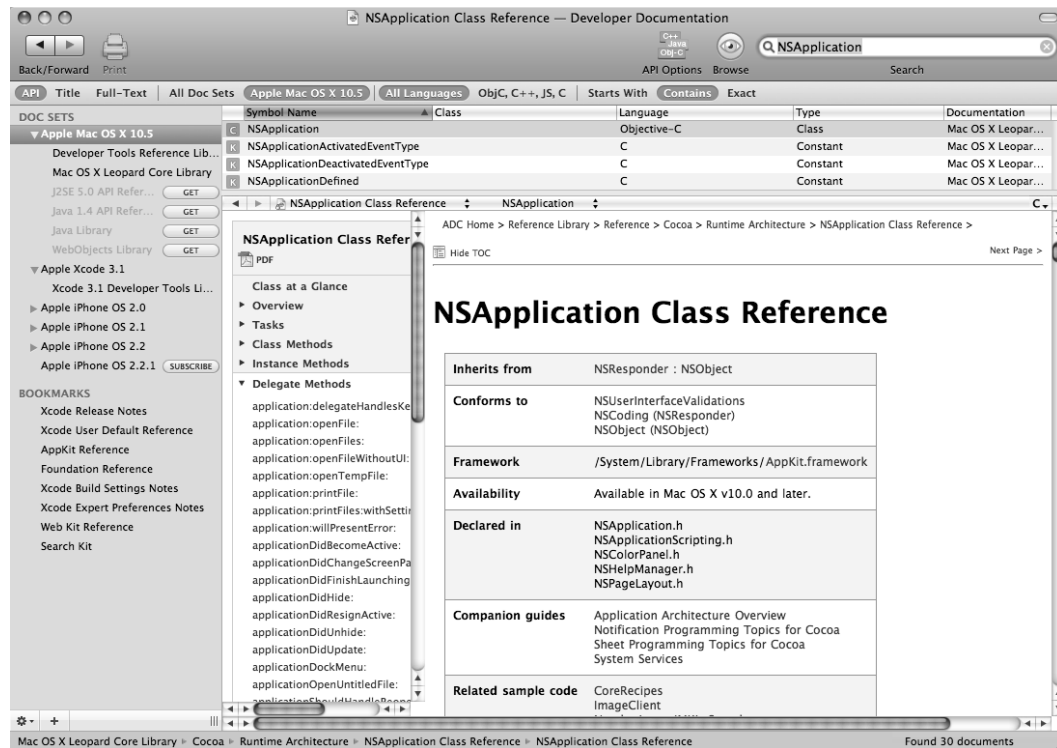 NSApplication Class Reference — Developer Documentation
C++
Java
Obj-C
NSApplication
Back/Forward Print API Options Browse Search
API Title Full-Text All Doc Sets Apple Mac OS X 10.5 All Languages ObjC, C++, JS, C Starts With Contains Exact
DOC SETS
Apple Mac OS X 10.5
Developer Tools Reference Lib...
Mac OS X Leopard Core Library
J2SE 5.0 API Refer... GET
Java 1.4 API Refer... GET
Java Library GET
WebObjects Library GET
Apple Xcode 3.1
Xcode 3.1 Developer Tools Li...
Apple iPhone OS 2.0
Apple iPhone OS 2.1
Apple iPhone OS 2.2
Apple iPhone OS 2.2.1 SUBSCRIBE
BOOKMARKS
Xcode Release Notes
Xcode User Default Reference
AppKit Reference
Foundation Reference
Xcode Build Settings Notes
Xcode Expert Preferences Notes
Web Kit Reference
Search Kit
Symbol Name Class Language Type Documentation
C NSApplication Objective-C Class Mac OS X Leopar...
K NSApplicationActivatedEventType C Constant Mac OS X Leopar...
K NSApplicationDeactivatedEventType C Constant Mac OS X Leopar...
K NSApplicationDefined C Constant Mac OS X Leopar...
NSApplication Class Reference NSApplication C
NSApplication Class Refer
PDF
Class at a Glance
Overview
Tasks
Class Methods
Instance Methods
Delegate Methods
application:delegateHandlesKe
application:openFile:
application:openFiles:
application:openFileWithoutUI:
application:openTempFile:
application:printFile:
application:printFiles:withSettin
application:willPresentError:
applicationDidBecomeActive:
applicationDidChangeScreenPa
applicationDidFinishLaunching
applicationDidHide:
applicationDidResignActive:
applicationDidUnhide:
applicationDidUpdate:
applicationDockMenu:
applicationOpenUntitledFile:
ADC Home > Reference Library > Reference > Cocoa > Runtime Architecture > NSApplication Class Reference >
Hide TOC Next Page >
NSApplication Class Reference
Inherits from NSResponder : NSObject
Conforms to NSUserInterfaceValidations
NSCoding (NSResponder)
NSObject (NSObject)
Framework /System/Library/Frameworks/AppKit.framework
Availability Available in Mac OS X v10.0 and later.
Declared in NSApplication.h
NSApplicationScripting.h
NSColorPanel.h
NSHelpManager.h
NSPageLayout.h
Companion guides Application Architecture Overview
Notification Programming Topics for Cocoa
Sheet Programming Topics for Cocoa
System Services
Related sample code CoreRecipes
ImageClient
Mac OS X Leopard Core Library Cocoa Runtime Architecture NSApplication Class Reference NSApplication Class Reference Found 30 documents